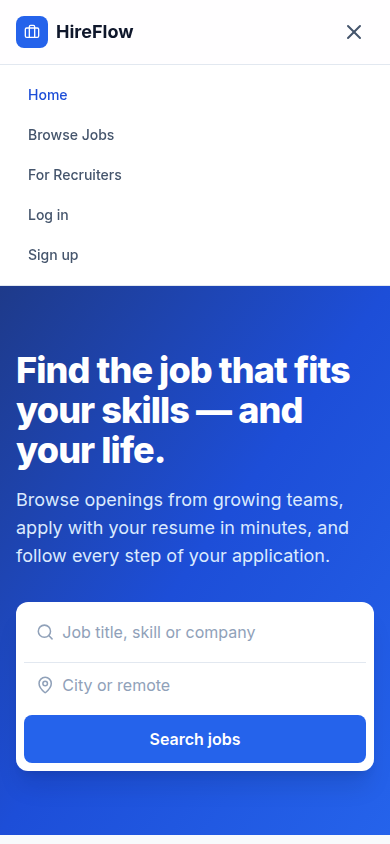 HireFlow
Home
Browse Jobs
For Recruiters
Log in
Sign up
Find the job that fits
your skills — and
your life.
Browse openings from growing teams,
apply with your resume in minutes, and
follow every step of your application.
Job title, skill or company
City or remote
Search jobs